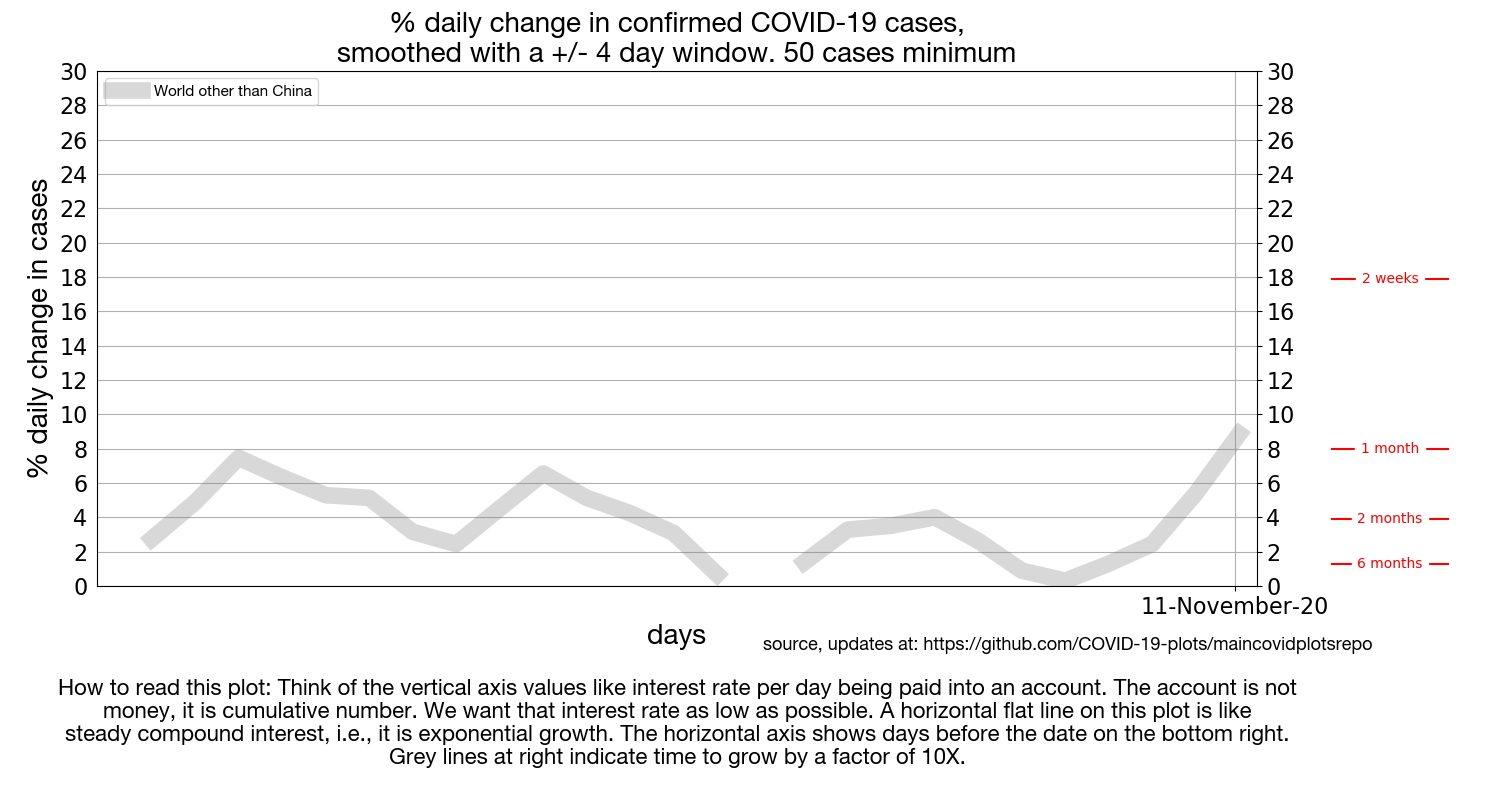 % daily change in confirmed COVID-19 cases,
smoothed with a +/- 4 day window. 50 cases minimum
World other than China
% daily change in cases
30
28
26
24
22
20
18
16
14
12
10
8
6
4
2
0
30
28
26
24
22
20
18
16
14
12
10
8
6
4
2
0
2 weeks
1 month
2 months
6 months
11-November-20
days
source, updates at: https://github.com/COVID-19-plots/maincovidplotsrepo
How to read this plot: Think of the vertical axis values like interest rate per day being paid into an account. The account is not
money, it is cumulative number. We want that interest rate as low as possible. A horizontal flat line on this plot is like
steady compound interest, i.e., it is exponential growth. The horizontal axis shows days before the date on the bottom right.
Grey lines at right indicate time to grow by a factor of 10X.